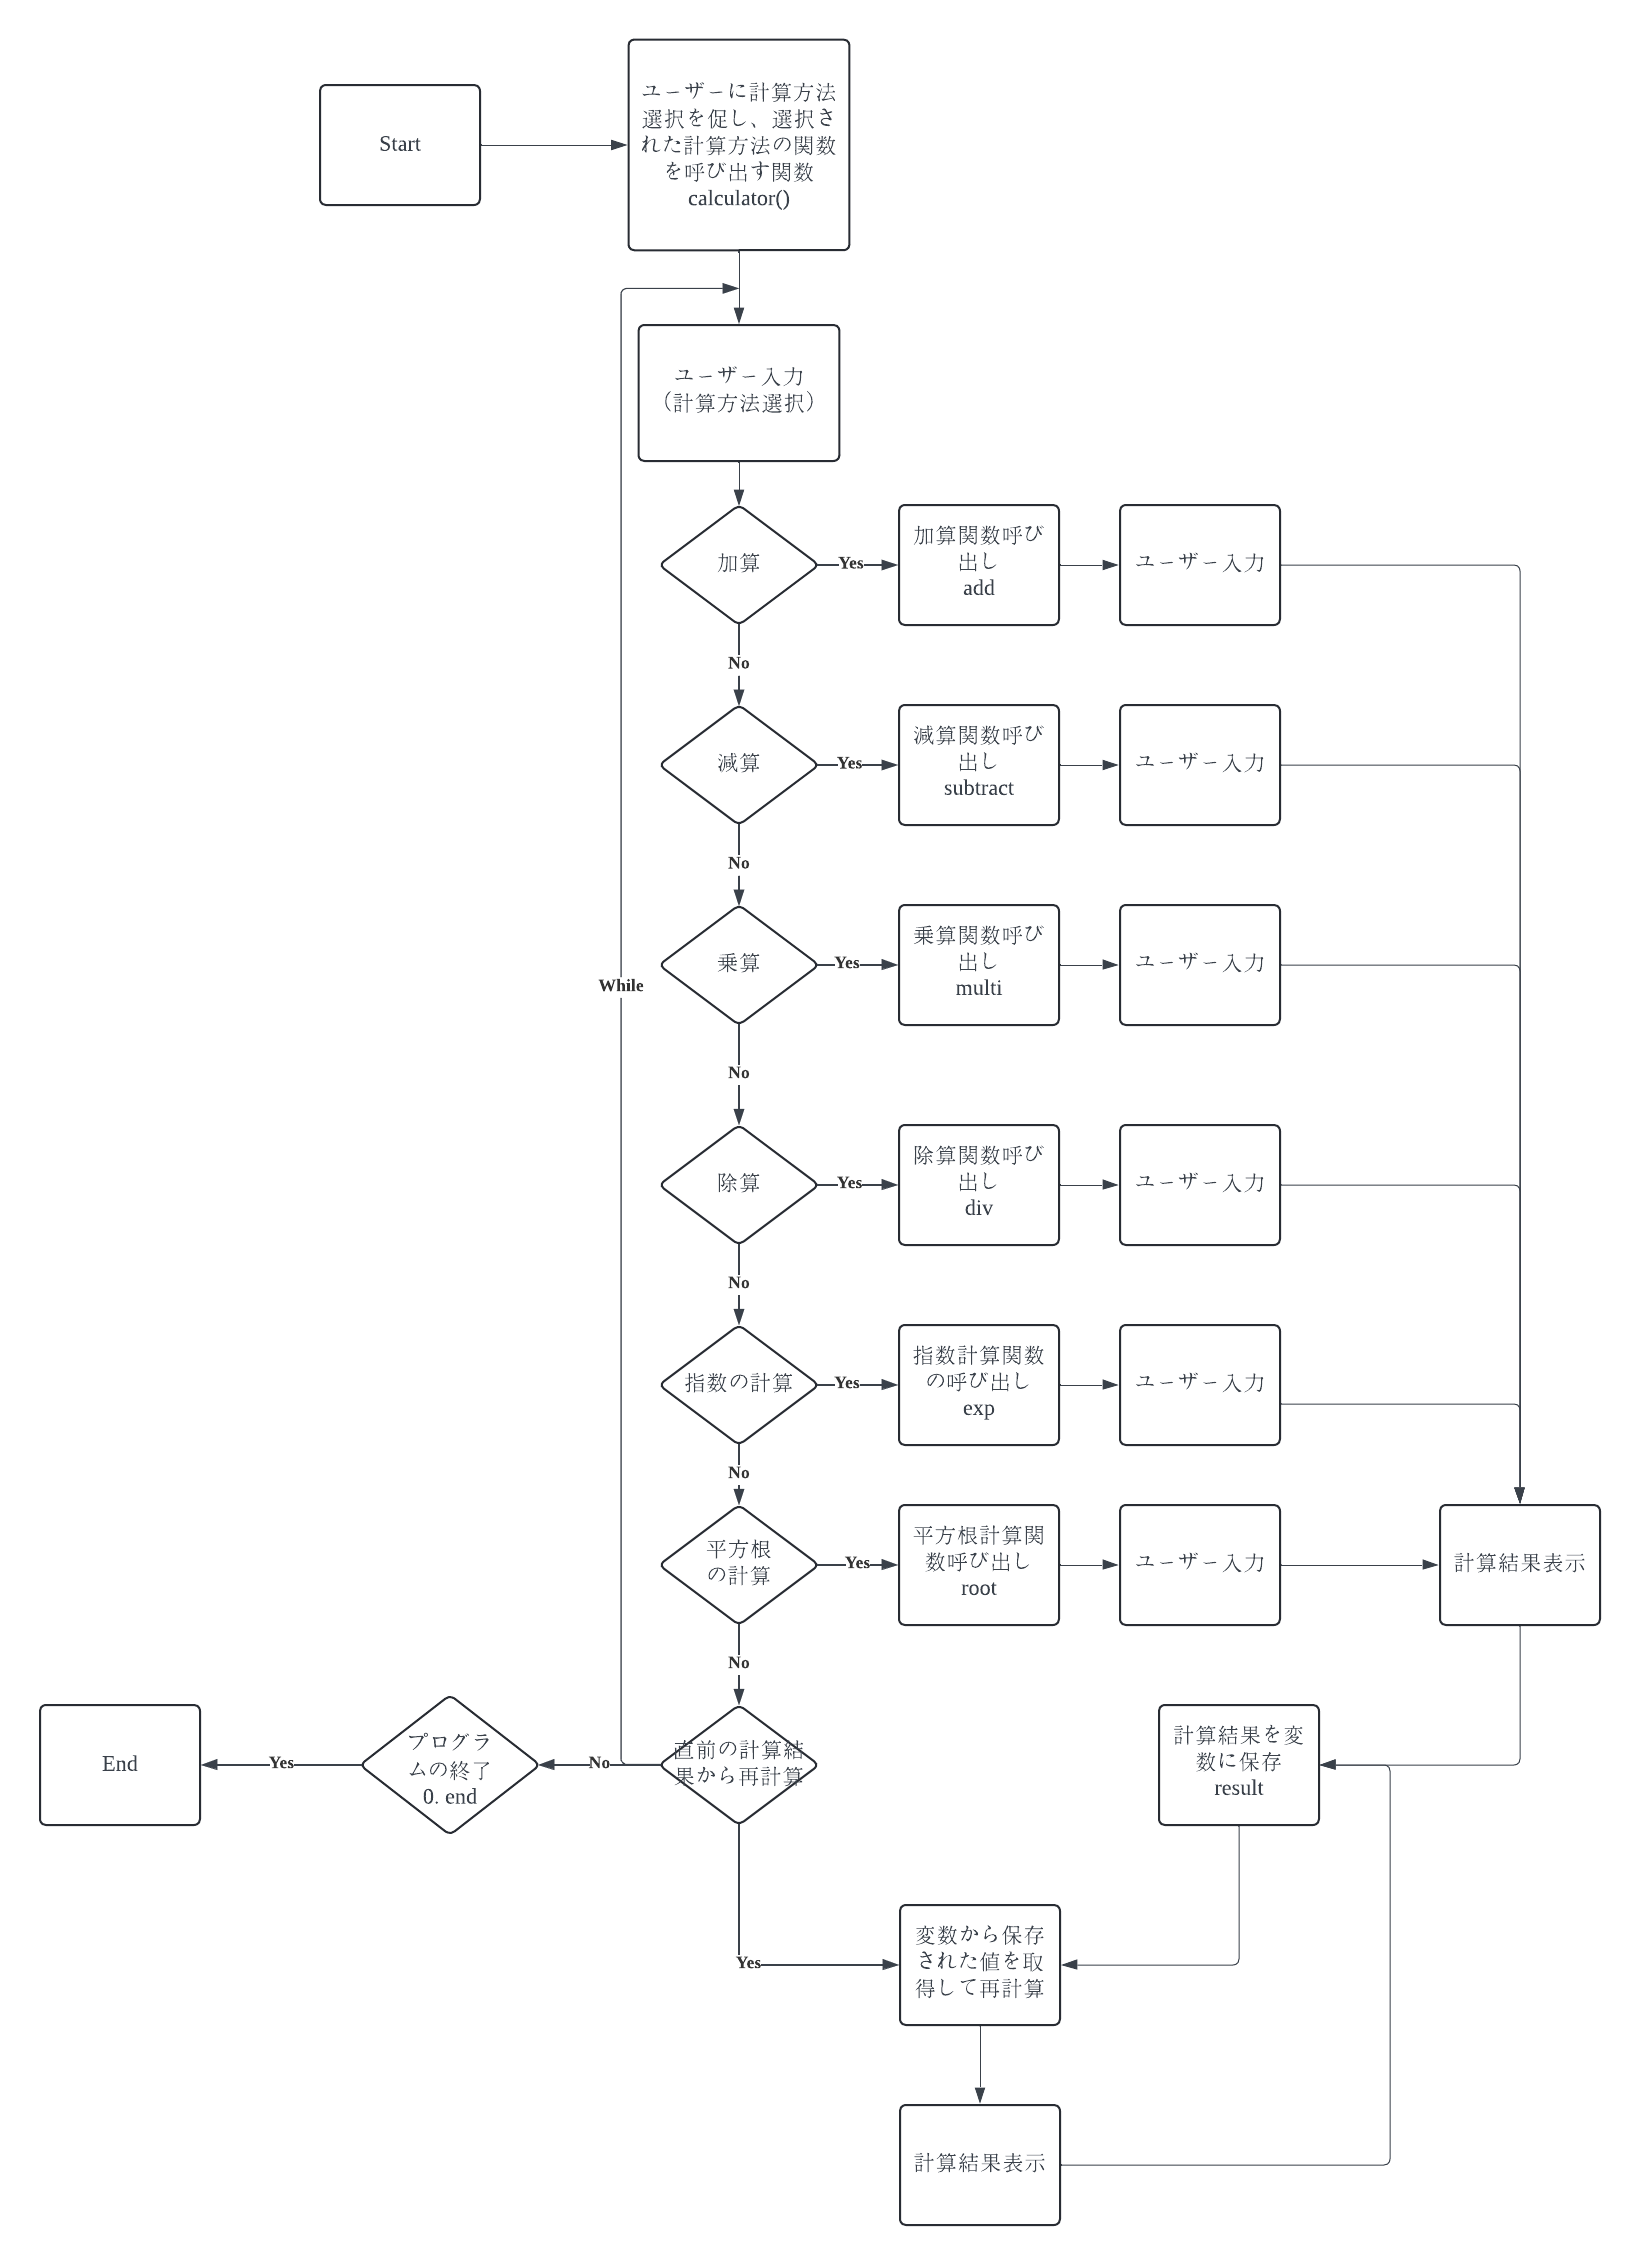 Start
ユーザーに計算方法
選択を促し、選択さ
れた計算方法の関数
を呼び出す関数
calculator()
ユーザー入力
（計算方法選択）
加算
Yes
加算関数呼び
出し
add
ユーザー入力
No
減算
Yes
減算関数呼び
出し
subtract
ユーザー入力
No
乗算
Yes
乗算関数呼び
出し
multi
ユーザー入力
While
No
除算
Yes
除算関数呼び
出し
div
ユーザー入力
No
指数の計算
Yes
指数計算関数
の呼び出し
exp
ユーザー入力
No
平方根
の計算
Yes
平方根計算関
数呼び出し
root
ユーザー入力
計算結果表示
No
End
Yes
プログラ
ムの終了
0. end
No
直前の計算結
果から再計算
計算結果を変
数に保存
result
Yes
変数から保存
された値を取
得して再計算
計算結果表示